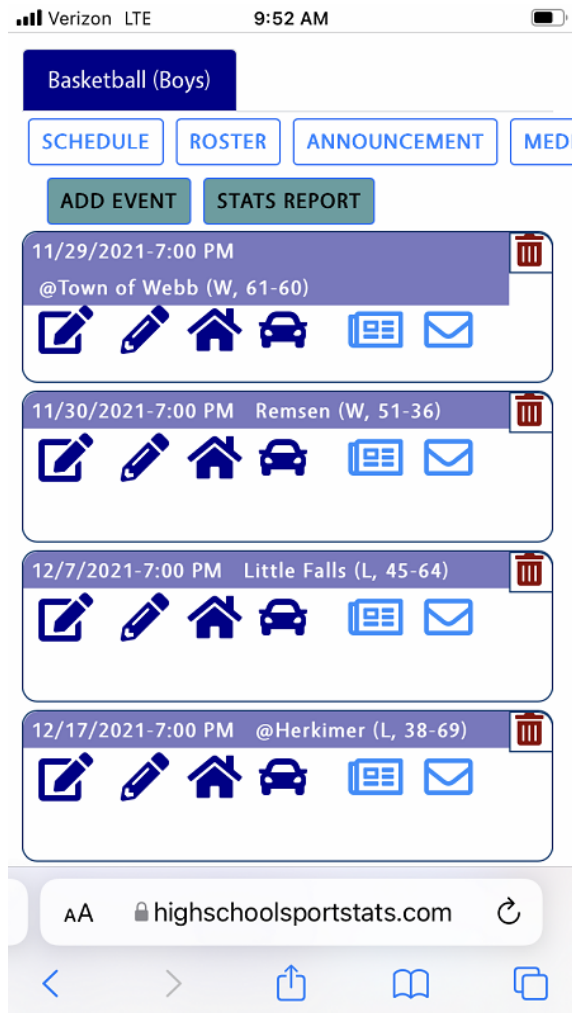 Verizon LTE 9:52 AM
Basketball (Boys)
SCHEDULE ROSTER ANNOUNCEMENT MED
ADD EVENT STATS REPORT
11/29/2021-7:00 PM
@Town of Webb (W, 61-60)
11/30/2021-7:00 PM Remsen (W, 51-36)
12/7/2021-7:00 PM Little Falls (L, 45-64)
12/17/2021-7:00 PM @Herkimer (L, 38-69)
AA highschoolsportstats.com